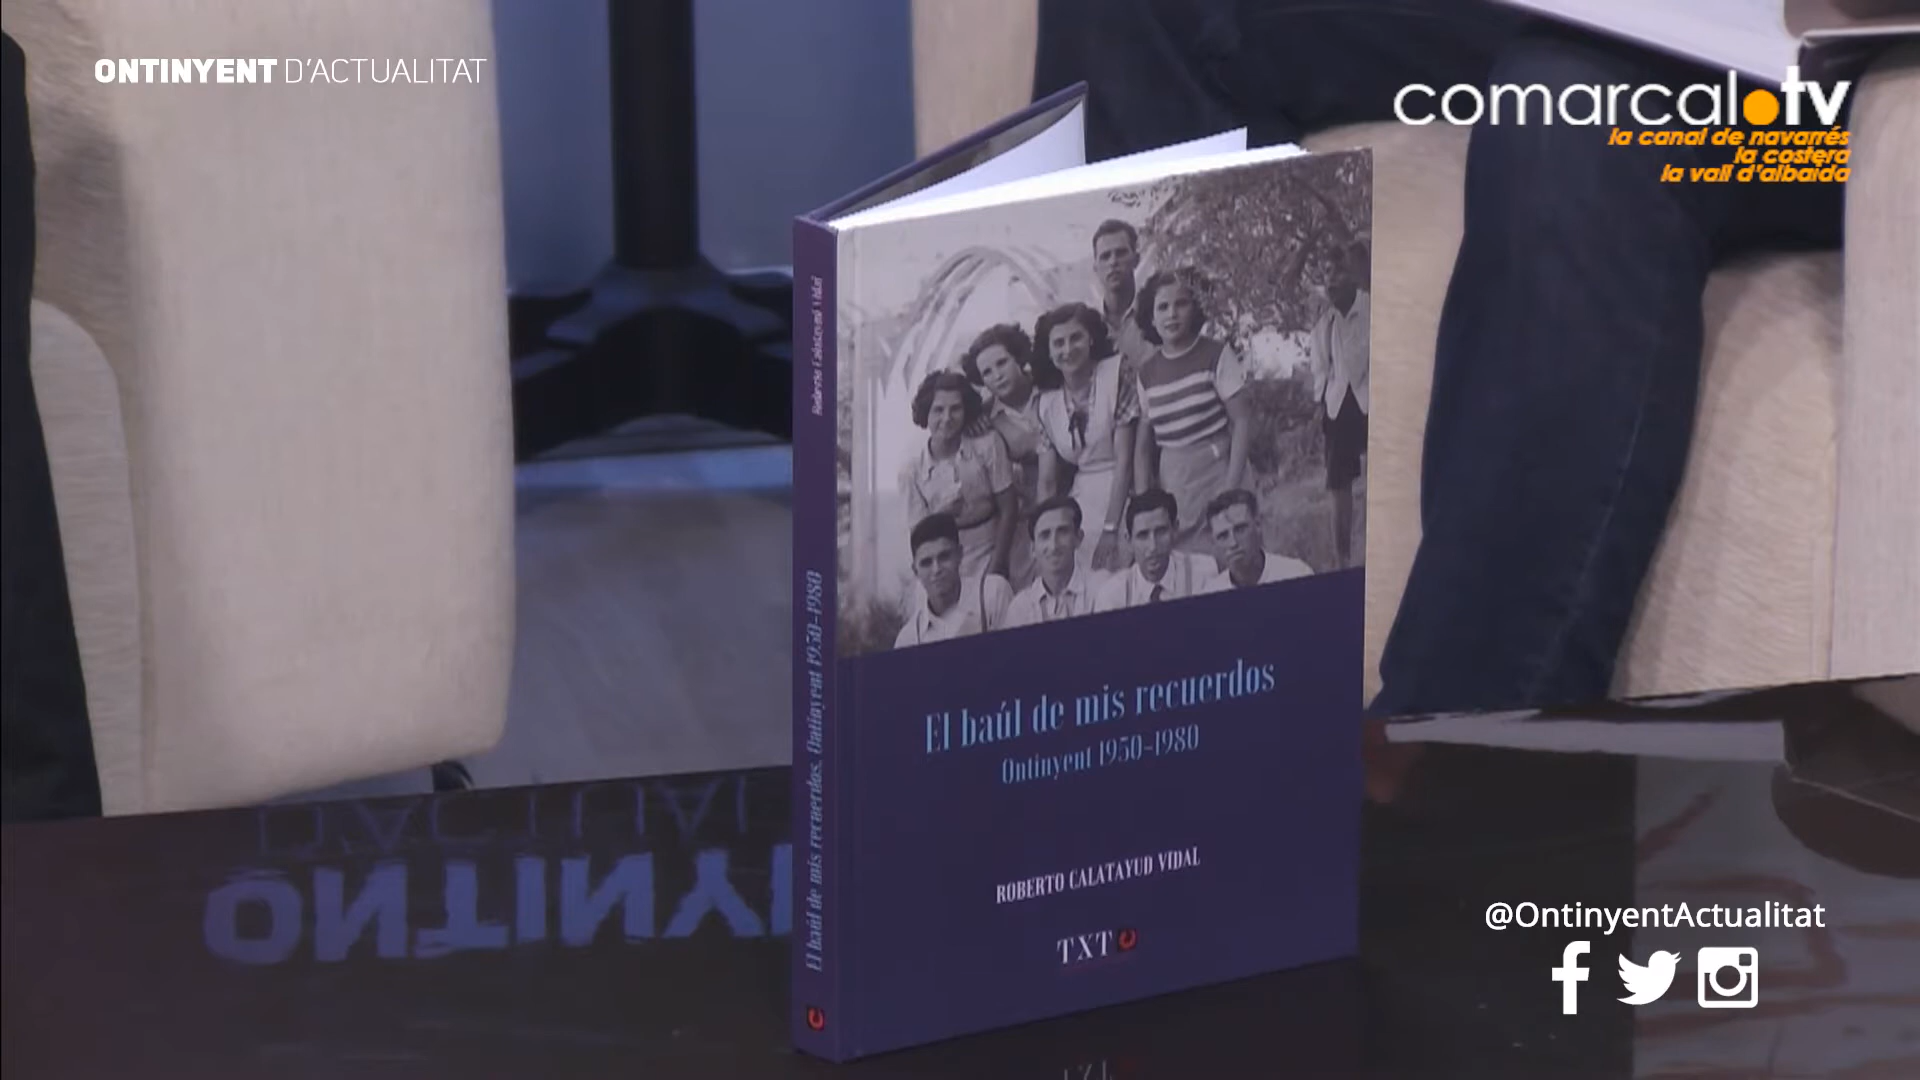 ONTINYENT D'ACTUALITAT
comarcal.tv
la canal de navarrés
la costera
la vall d'albaida
Roberto Calatayud Vidal
El baúl de mis recuerdos. Ontinyent 1950-1980
El baúl de mis recuerdos
Ontinyent 1950-1980
ROBERTO CALATAYUD VIDAL
TXT
@OntinyentActualitat